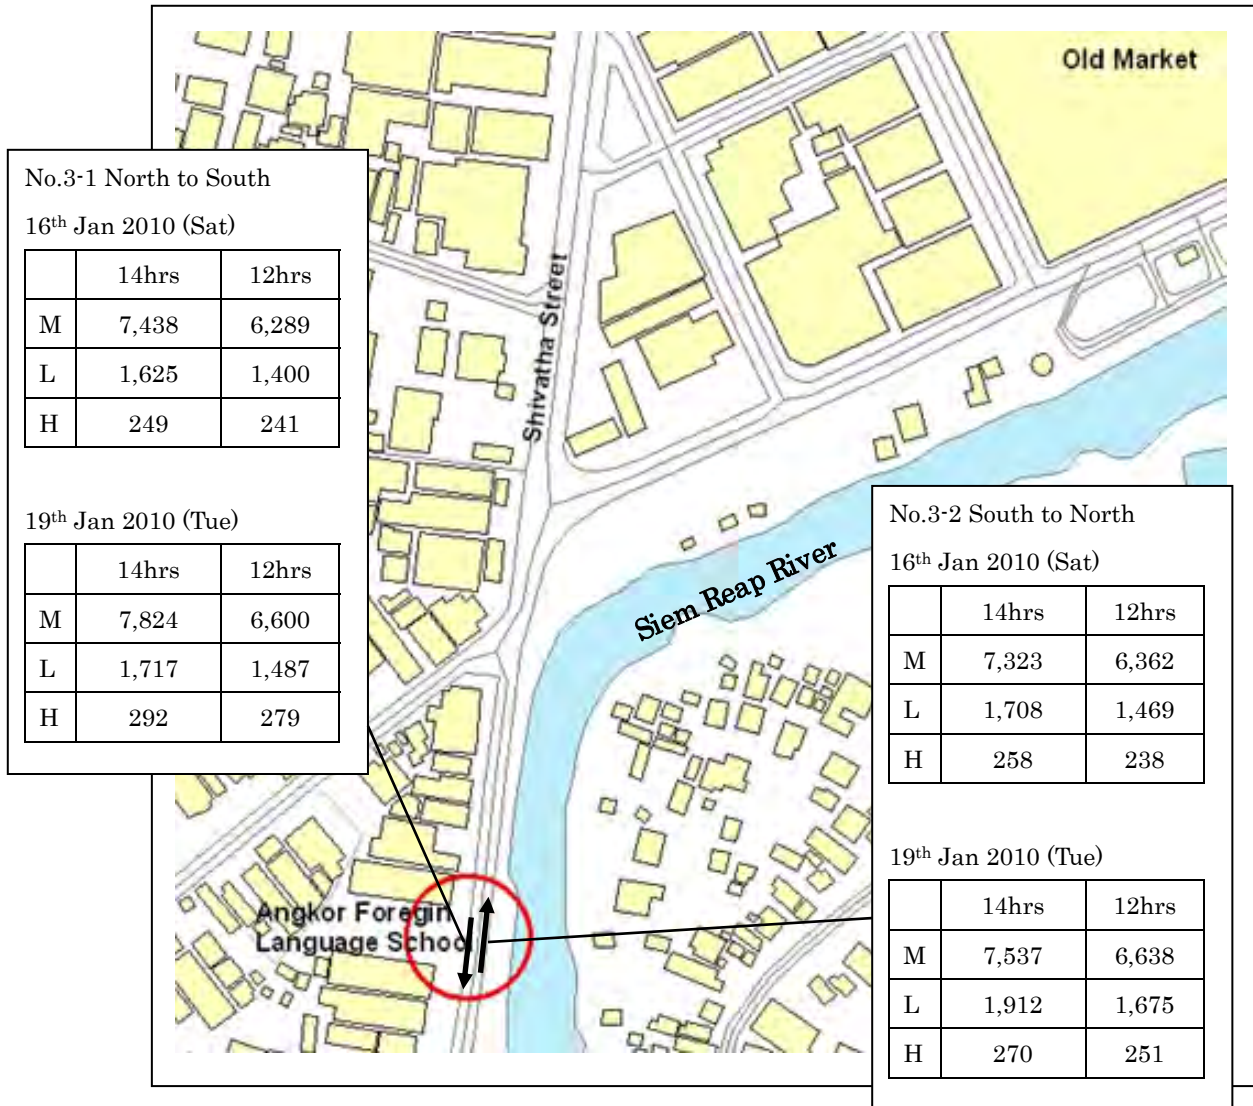 Old Market
No.3-1 North to South
16th Jan 2010 (Sat)
14hrs 12hrs
M 7,438 6,289
L 1,625 1,400
H 249 241
19th Jan 2010 (Tue)
14hrs 12hrs
M 7,824 6,600
L 1,717 1,487
H 292 279
Shivatha Street
Siem Reap River
No.3-2 South to North
16th Jan 2010 (Sat)
14hrs 12hrs
M 7,323 6,362
L 1,708 1,469
H 258 238
19th Jan 2010 (Tue)
14hrs 12hrs
M 7,537 6,638
L 1,912 1,675
H 270 251
Angkor Foregin
Language School